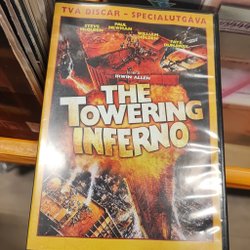 TVÅ DISCAR - SPECIALUTGÅVA
STEVE PAUL
McQUEEN NEWMAN
WILLIAM FAYE
HOLDEN DUNAWAY
IRWIN ALLEN
THE
TOWERING
INFERNO